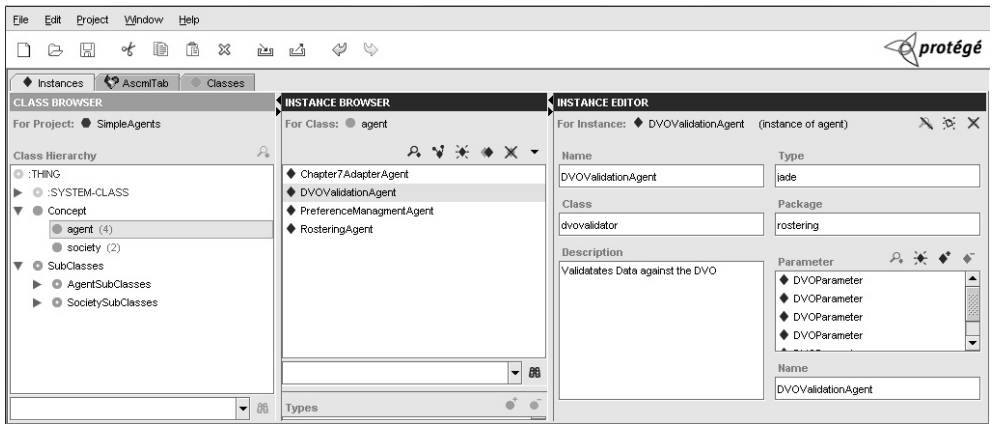 File Edit Project Window Help
protégé
Instances AscmlTab Classes
CLASS BROWSER
For Project: SimpleAgents
Class Hierarchy
:THING
:SYSTEM-CLASS
Concept
agent (4)
society (2)
SubClasses
AgentSubClasses
SocietySubClasses
INSTANCE BROWSER
For Class: agent
Chapter7AdapterAgent
DVOValidationAgent
PreferenceManagmentAgent
RosteringAgent
Types
INSTANCE EDITOR
For Instance: DVOValidationAgent (instance of agent)
Name
DVOValidationAgent
Type
jade
Class
dvovalidator
Package
rostering
Description
Validatates Data against the DVO
Parameter
DVOParameter
DVOParameter
DVOParameter
DVOParameter
Name
DVOValidationAgent